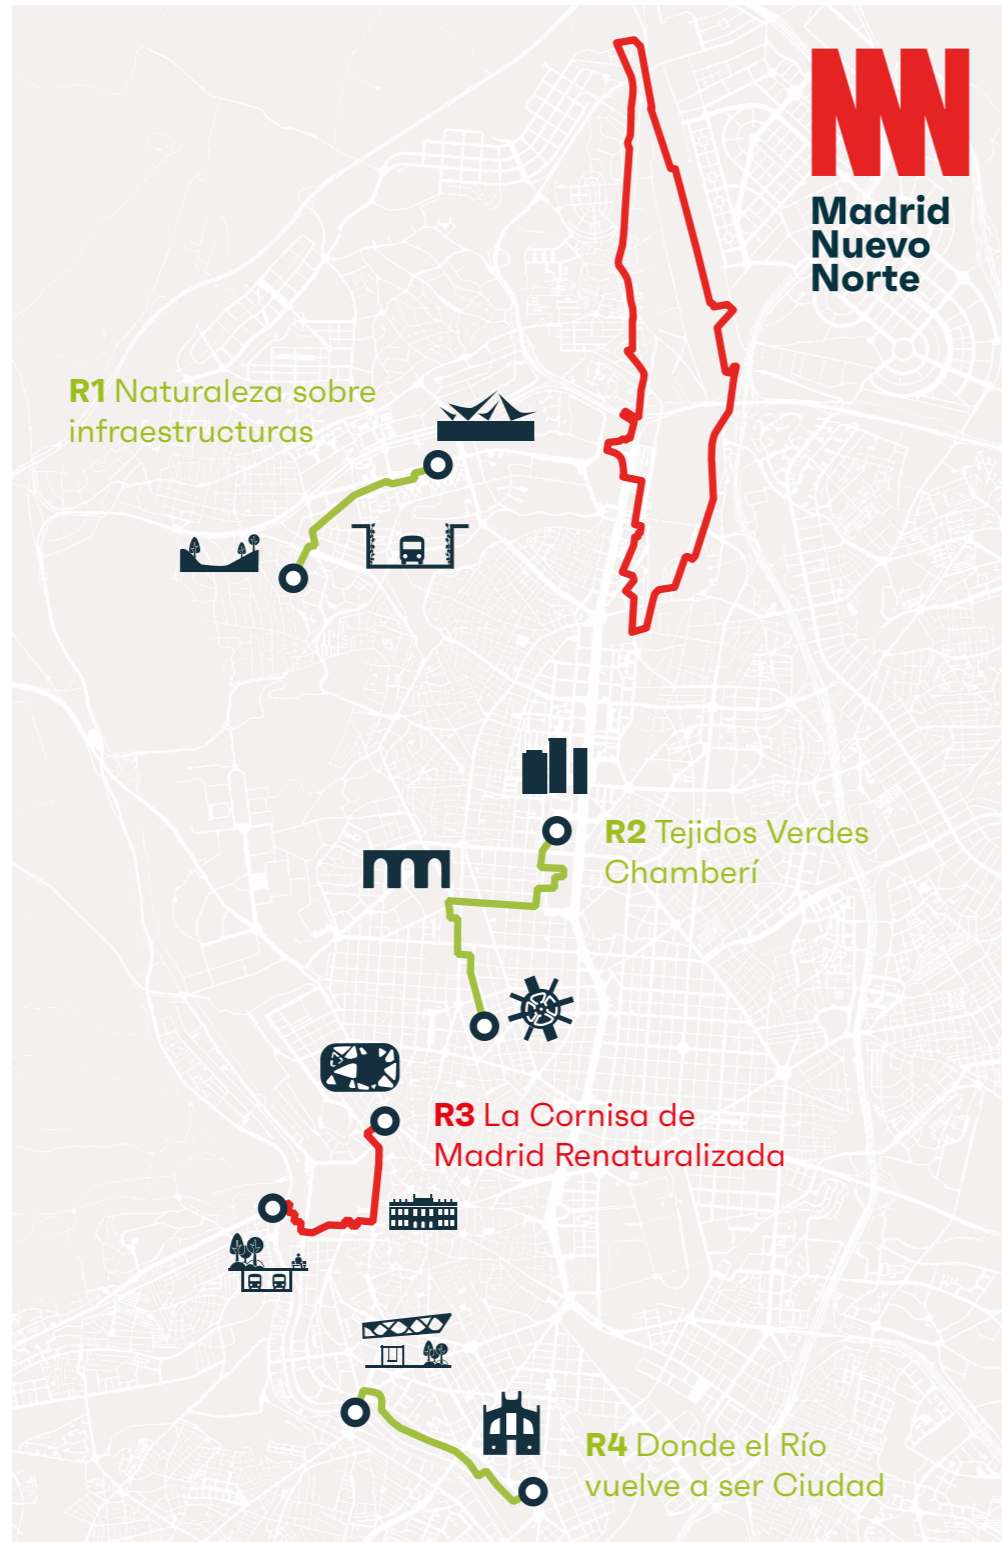 Madrid
Nuevo
Norte
R1 Naturaleza sobre
infraestructuras
R2 Tejidos Verdes
Chamberí
R3 La Cornisa de
Madrid Renaturalizada
R4 Donde el Río
vuelve a ser Ciudad